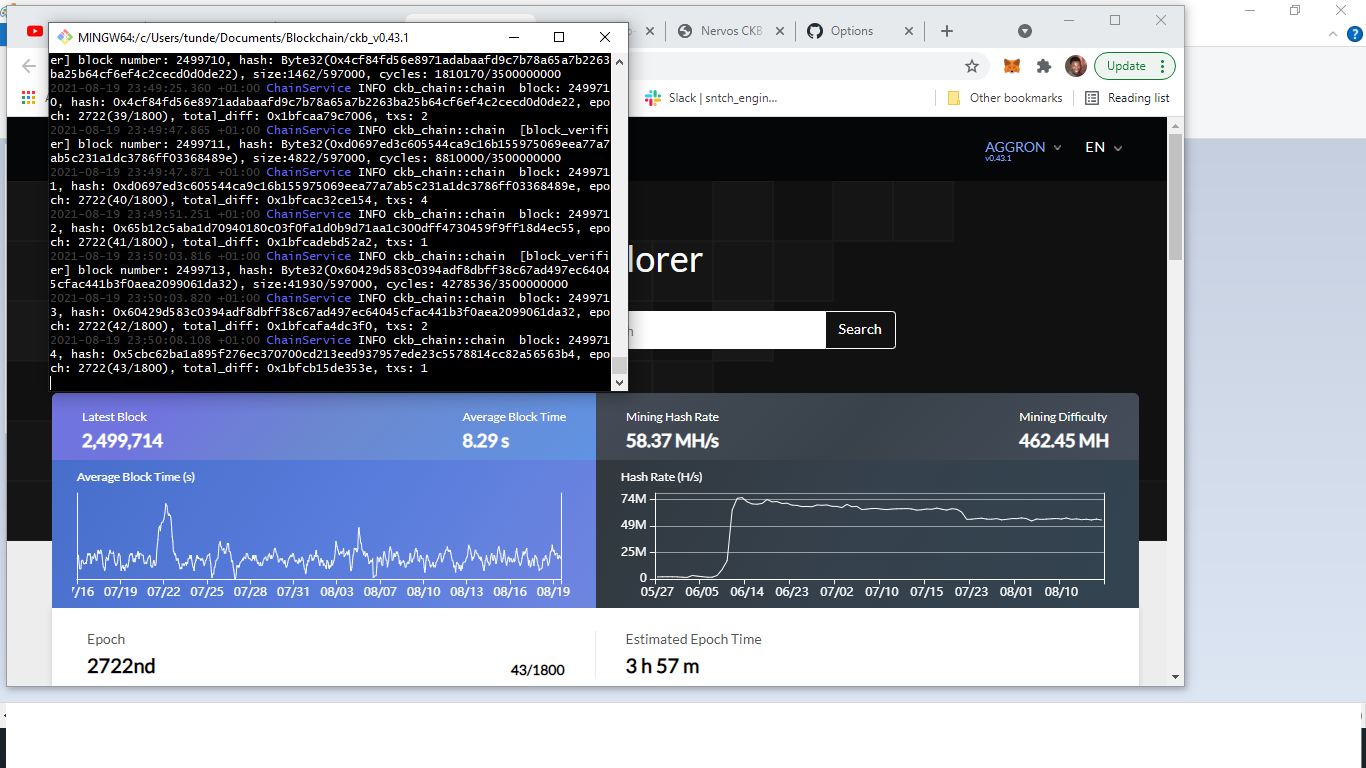 MINGW64:/c/Users/tunde/Documents/Blockchain/ckb_v0.43.1
Nervos CKB
Options
Update
er] block number: 2499710, hash: Byte32(0x4cf84fd56e8971adabaafd9c7b78a65a7b2263
ba25b64cf6ef4c2cecd0d0de22), size:1462/597000, cycles: 1810170/3500000000
2021-08-19 23:49:25.360 +01:00 ChainService INFO ckb_chain::chain  block: 249971
0, hash: 0x4cf84fd56e8971adabaafd9c7b78a65a7b2263ba25b64cf6ef4c2cecd0d0de22, epo
ch: 2722(39/1800), total_diff: 0x1bfcaa79c7006, txs: 2
2021-08-19 23:49:47.865 +01:00 ChainService INFO ckb_chain::chain  [block_verifi
er] block number: 2499711, hash: Byte32(0xd0697ed3c605544ca9c16b155975069eea77a7
ab5c231a1dc3786ff03368489e), size:4822/597000, cycles: 8810000/3500000000
2021-08-19 23:49:47.871 +01:00 ChainService INFO ckb_chain::chain  block: 249971
1, hash: 0xd0697ed3c605544ca9c16b155975069eea77a7ab5c231a1dc3786ff03368489e, epo
ch: 2722(40/1800), total_diff: 0x1bfcac32ce154, txs: 4
2021-08-19 23:49:51.251 +01:00 ChainService INFO ckb_chain::chain  block: 249971
2, hash: 0x65b12c5aba1d70940180c03f0fa1d0b9d71aa1c300dff4730459f9ff18d4ec55, epo
ch: 2722(41/1800), total_diff: 0x1bfcadebd52a2, txs: 1
2021-08-19 23:50:03.816 +01:00 ChainService INFO ckb_chain::chain  [block_verifi
er] block number: 2499713, hash: Byte32(0x60429d583c0394adf8dbff38c67ad497ec6404
5cfac441b3f0aea2099061da32), size:41930/597000, cycles: 4278536/3500000000
2021-08-19 23:50:03.820 +01:00 ChainService INFO ckb_chain::chain  block: 249971
3, hash: 0x60429d583c0394adf8dbff38c67ad497ec64045cfac441b3f0aea2099061da32, epo
ch: 2722(42/1800), total_diff: 0x1bfcafa4dc3f0, txs: 2
2021-08-19 23:50:08.108 +01:00 ChainService INFO ckb_chain::chain  block: 249971
4, hash: 0x5cbc62ba1a895f276ec370700cd213eed937957ede23c5578814cc82a56563b4, epo
ch: 2722(43/1800), total_diff: 0x1bfcb15de353e, txs: 1
Slack | sntch_engin...
Other bookmarks
Reading list
AGGRON
v0.43.1
EN
lorer
h
Search
Latest Block
2,499,714
Average Block Time
8.29 s
Mining Hash Rate
58.37 MH/s
Mining Difficulty
462.45 MH
Average Block Time (s)
/16 07/19 07/22 07/25 07/28 07/31 08/03 08/07 08/10 08/13 08/16 08/19
Hash Rate (H/s)
74M
49M
25M
0
05/27 06/05 06/14 06/23 07/02 07/10 07/15 07/23 08/01 08/10
Epoch
2722nd
43/1800
Estimated Epoch Time
3 h 57 m